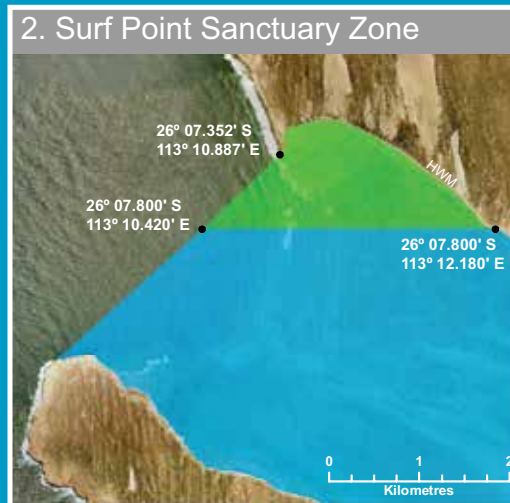 2. Surf Point Sanctuary Zone
26º 07.352' S
113º 10.887' E
HWM
26º 07.800' S
113º 10.420' E
26º 07.800' S
113º 12.180' E
0 1 2
Kilometres